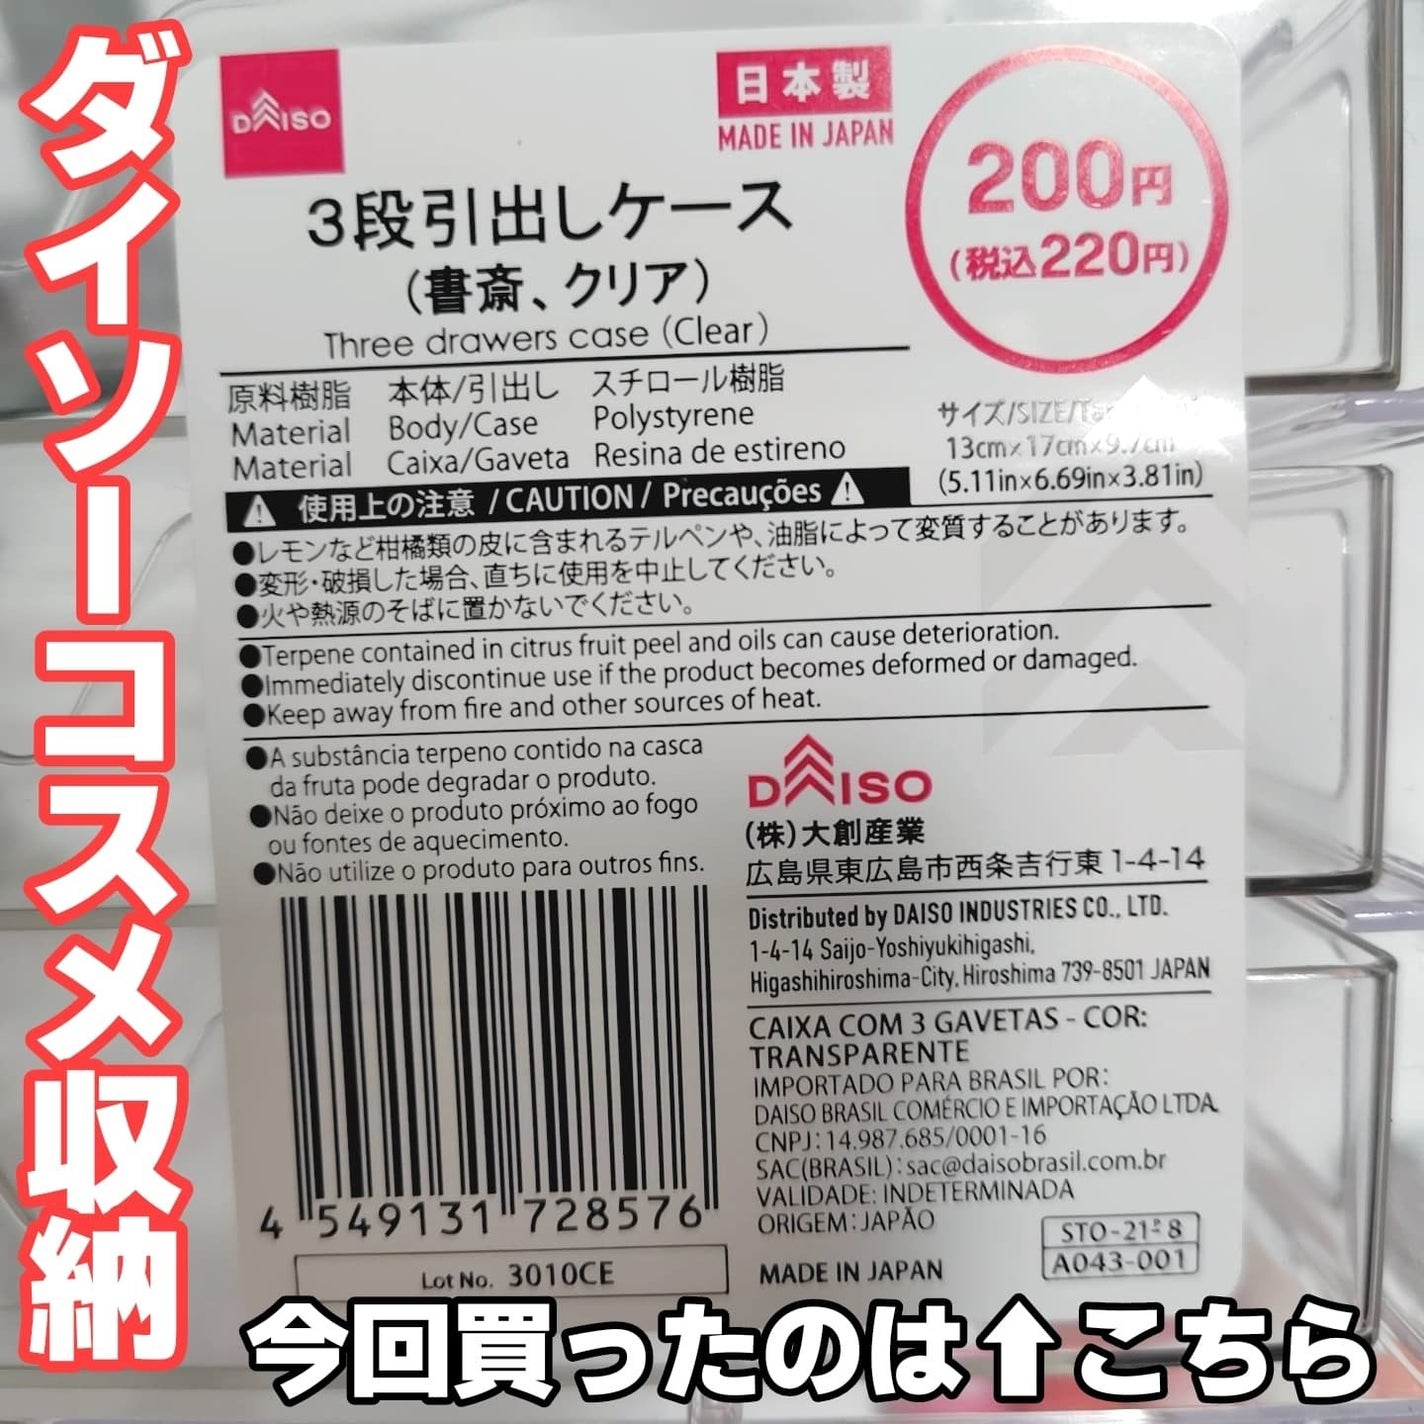 ダイソーコスメ収納
DAISO
日本製
MADE IN JAPAN
200円
(税込220円)
3段引出しケース
(書斎、クリア)
Three drawers case (Clear)
原料樹脂 本体/引出し スチロール樹脂
Material Body/Case Polystyrene
Material Caixa/Gaveta Resina de estireno
サイズ/SIZE/
13cm×17cm×9.7cm
(5.11in×6.69in×3.81in)
使用上の注意 / CAUTION / Precauções
●レモンなど柑橘類の皮に含まれるテルペンや、油脂によって変質することがあります。
●変形・破損した場合、直ちに使用を中止してください。
●火や熱源のそばに置かないでください。
●Terpene contained in citrus fruit peel and oils can cause deterioration.
●Immediately discontinue use if the product becomes deformed or damaged.
●Keep away from fire and other sources of heat.
●A substância terpeno contido na casca
da fruta pode degradar o produto.
●Não deixe o produto próximo ao fogo
ou fontes de aquecimento.
●Não utilize o produto para outros fins.
DAISO
(株)大創産業
広島県東広島市西条吉行東1-4-14
Distributed by DAISO INDUSTRIES CO., LTD.
1-4-14 Saijo-Yoshiyukihigashi,
Higashihiroshima-City, Hiroshima 739-8501 JAPAN
CAIXA COM 3 GAVETAS - COR:
TRANSPARENTE
IMPORTADO PARA BRASIL POR:
DAISO BRASIL COMÉRCIO E IMPORTAÇÃO LTDA.
CNPJ: 14.987.685/0001-16
SAC(BRASIL): sac@daisobrasil.com.br
VALIDADE: INDETERMINADA
ORIGEM: JAPÃO
MADE IN JAPAN
A043-001
4 549131 728576
Lot No. 3010CE
今回買ったのは↑こちら